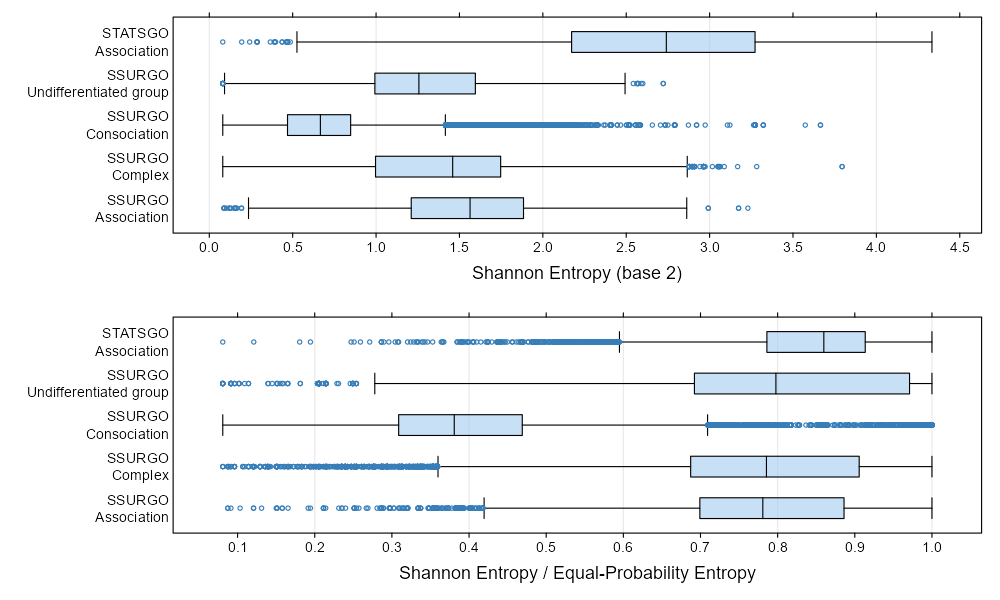 STATSGO
Association
SSURGO
Undifferentiated group
SSURGO
Consociation
SSURGO
Complex
SSURGO
Association
0.0 0.5 1.0 1.5 2.0 2.5 3.0 3.5 4.0 4.5
Shannon Entropy (base 2)
STATSGO
Association
SSURGO
Undifferentiated group
SSURGO
Consociation
SSURGO
Complex
SSURGO
Association
0.1 0.2 0.3 0.4 0.5 0.6 0.7 0.8 0.9 1.0
Shannon Entropy / Equal-Probability Entropy